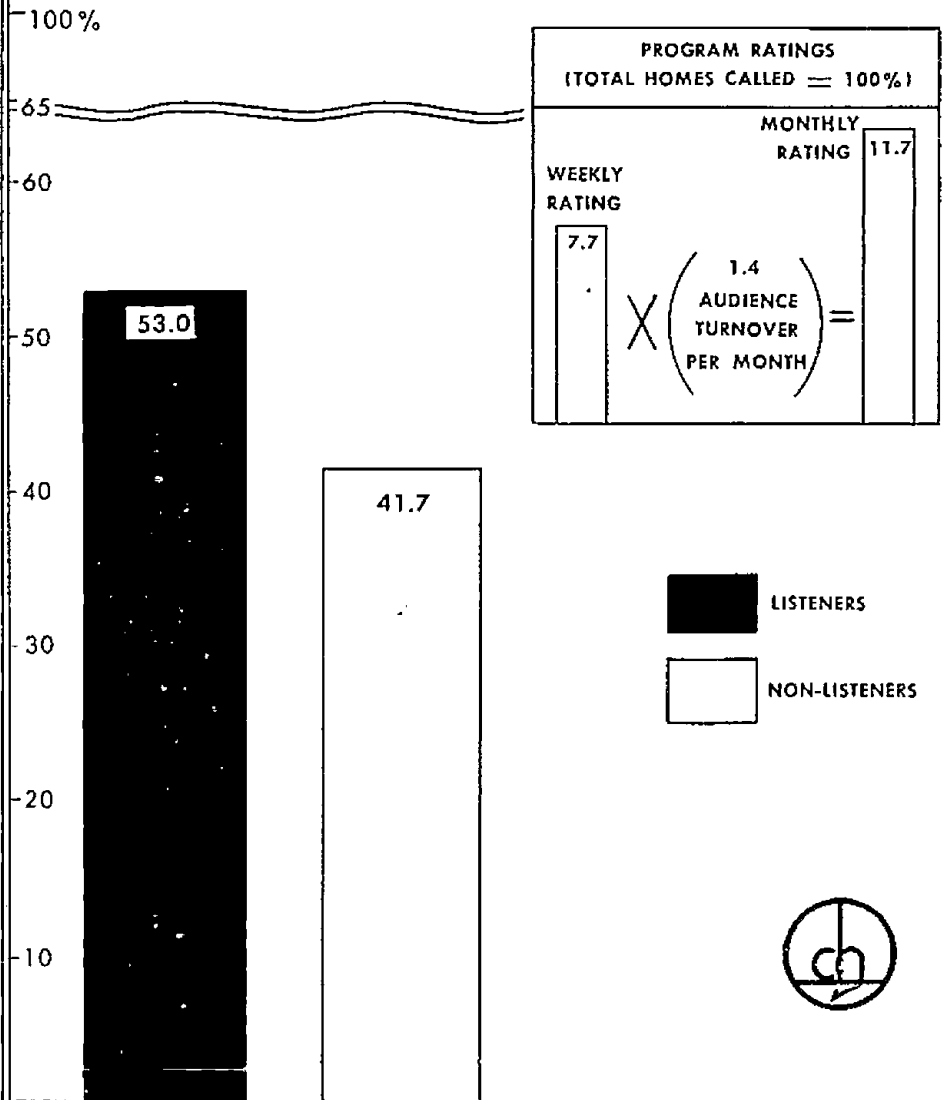 100%
65
60
50
40
30
20
10
53.0
41.7
PROGRAM RATINGS
(TOTAL HOMES CALLED = 100%)
WEEKLY
RATING
7.7
X
(1.4
AUDIENCE
TURNOVER
PER MONTH)
=
MONTHLY
RATING
11.7
LISTENERS
NON-LISTENERS
ch